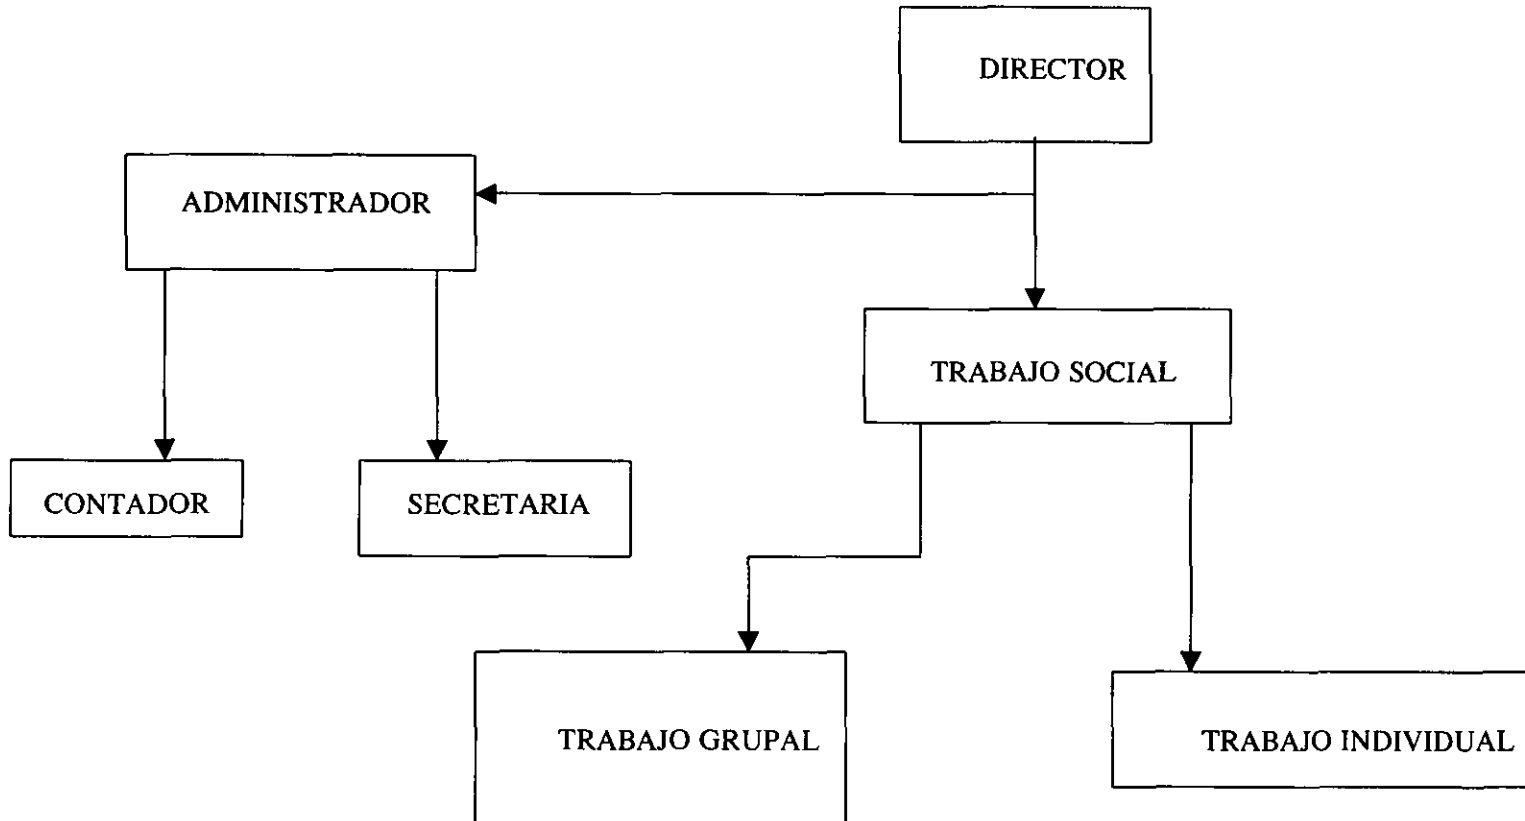 DIRECTOR
ADMINISTRADOR
TRABAJO SOCIAL
CONTADOR
SECRETARIA
TRABAJO GRUPAL
TRABAJO INDIVIDUAL